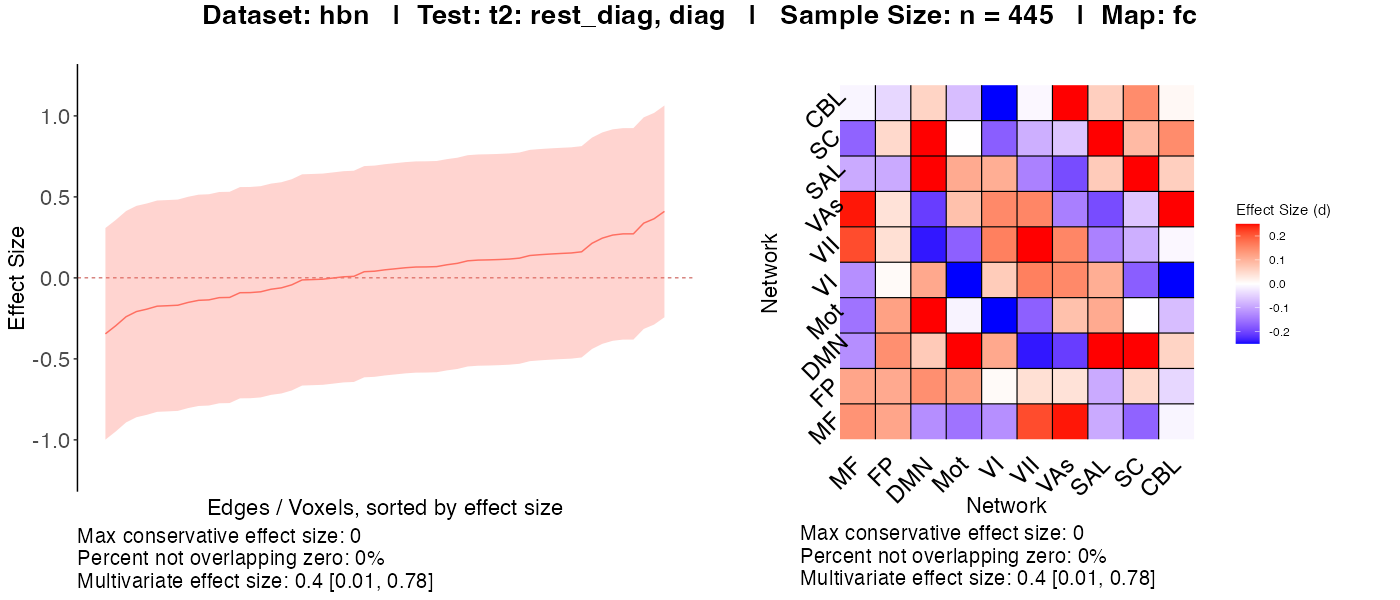 Dataset: hbn | Test: t2: rest_diag, diag | Sample Size: n = 445 | Map: fc
Effect Size
1.0
0.5
0.0
-0.5
-1.0
Edges / Voxels, sorted by effect size
Max conservative effect size: 0
Percent not overlapping zero: 0%
Multivariate effect size: 0.4 [0.01, 0.78]
Network
CBL
SC
SAL
VAs
VII
VI
Mot
DMN
FP
MF
MF
FP
DMN
Mot
VI
VII
VAs
SAL
SC
CBL
Network
Max conservative effect size: 0
Percent not overlapping zero: 0%
Multivariate effect size: 0.4 [0.01, 0.78]
Effect Size (d)
0.2
0.1
0.0
-0.1
-0.2